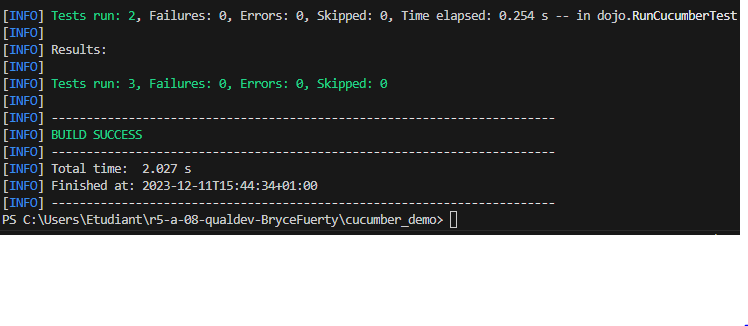 [INFO] Tests run: 2, Failures: 0, Errors: 0, Skipped: 0, Time elapsed: 0.254 s -- in dojo.RunCucumberTest
[INFO]
[INFO] Results:
[INFO]
[INFO] Tests run: 3, Failures: 0, Errors: 0, Skipped: 0
[INFO]
[INFO] ------------------------------------------------------------------------
[INFO] BUILD SUCCESS
[INFO] ------------------------------------------------------------------------
[INFO] Total time:  2.027 s
[INFO] Finished at: 2023-12-11T15:44:34+01:00
[INFO] ------------------------------------------------------------------------
PS C:\Users\Etudiant\r5-a-08-qualdev-BryceFuerty\cucumber_demo>